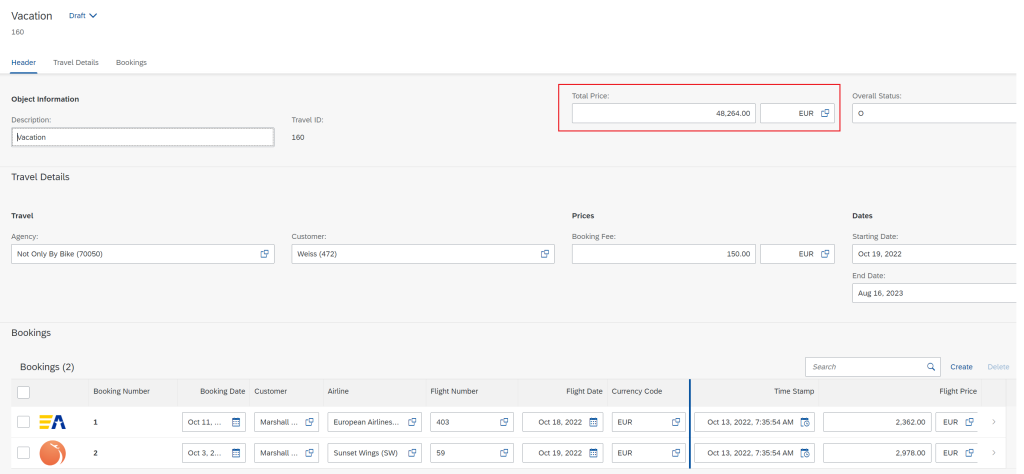 Vacation Draft
160
Header Travel Details Bookings
Object Information
Total Price: Overall Status:
48,264.00 EUR O
Description: Travel ID:
Vacation 160
Travel Details
Travel Prices Dates
Agency: Customer: Booking Fee: Starting Date:
Not Only By Bike (70050) Weiss (472) 150.00 EUR Oct 19, 2022
End Date:
Aug 16, 2023
Bookings
Bookings (2) Search Create Delete
Booking Number Booking Date Customer Airline Flight Number Flight Date Currency Code Time Stamp Flight Price
EA 1 Oct 11, ... Marshall ... European Airlines... 403 Oct 18, 2022 EUR Oct 13, 2022, 7:35:54 AM 2,362.00 EUR
2 Oct 3, 2... Marshall ... Sunset Wings (SW) 59 Oct 19, 2022 EUR Oct 13, 2022, 7:35:54 AM 2,978.00 EUR